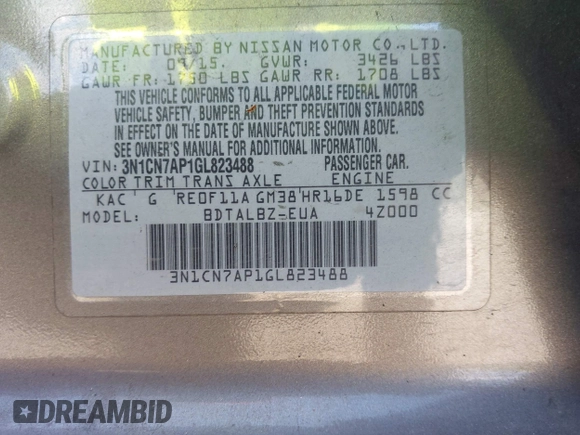 MANUFACTURED BY NISSAN MOTOR CO.,LTD.
DATE: 09/15. GVWR: 3426 LBS
GAWR FR: 1750 LBS GAWR RR: 1708 LBS
THIS VEHICLE CONFORMS TO ALL APPLICABLE FEDERAL MOTOR
VEHICLE SAFETY, BUMPER AND THEFT PREVENTION STANDARDS
IN EFFECT ON THE DATE OF MANUFACTURE SHOWN ABOVE.
SEE OWNER'S MANUAL FOR ADDITIONAL INFORMATION.
VIN: 3N1CN7AP1GL823488 PASSENGER CAR.
COLOR TRIM TRANS AXLE ENGINE
KAC G RE0F11A GM38 HR16DE 1598 CC
MODEL: BDTALBZ-EUA 4Z000
3N1CN7AP1GL823488
DREAMBID